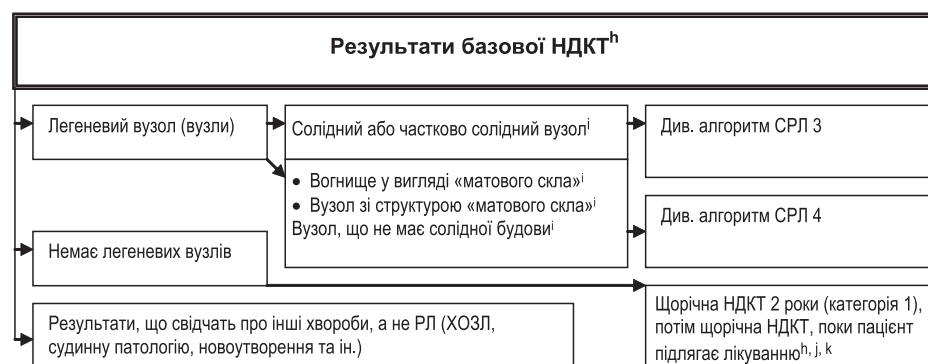 Результати базової НДКТh
Легеневий вузол (вузли)
Солідний або частково солідний вузолi
Див. алгоритм СРЛ 3
● Вогнище у вигляді «матового скла»i
● Вузол зі структурою «матового скла»i
Вузол, що не має солідної будовиi
Див. алгоритм СРЛ 4
Немає легеневих вузлів
Щорічна НДКТ 2 роки (категорія 1),
потім щорічна НДКТ, поки пацієнт
підлягає лікуваннюh, j, k
Результати, що свідчать про інші хвороби, а не РЛ (ХОЗЛ,
судинну патологію, новоутворення та ін.)